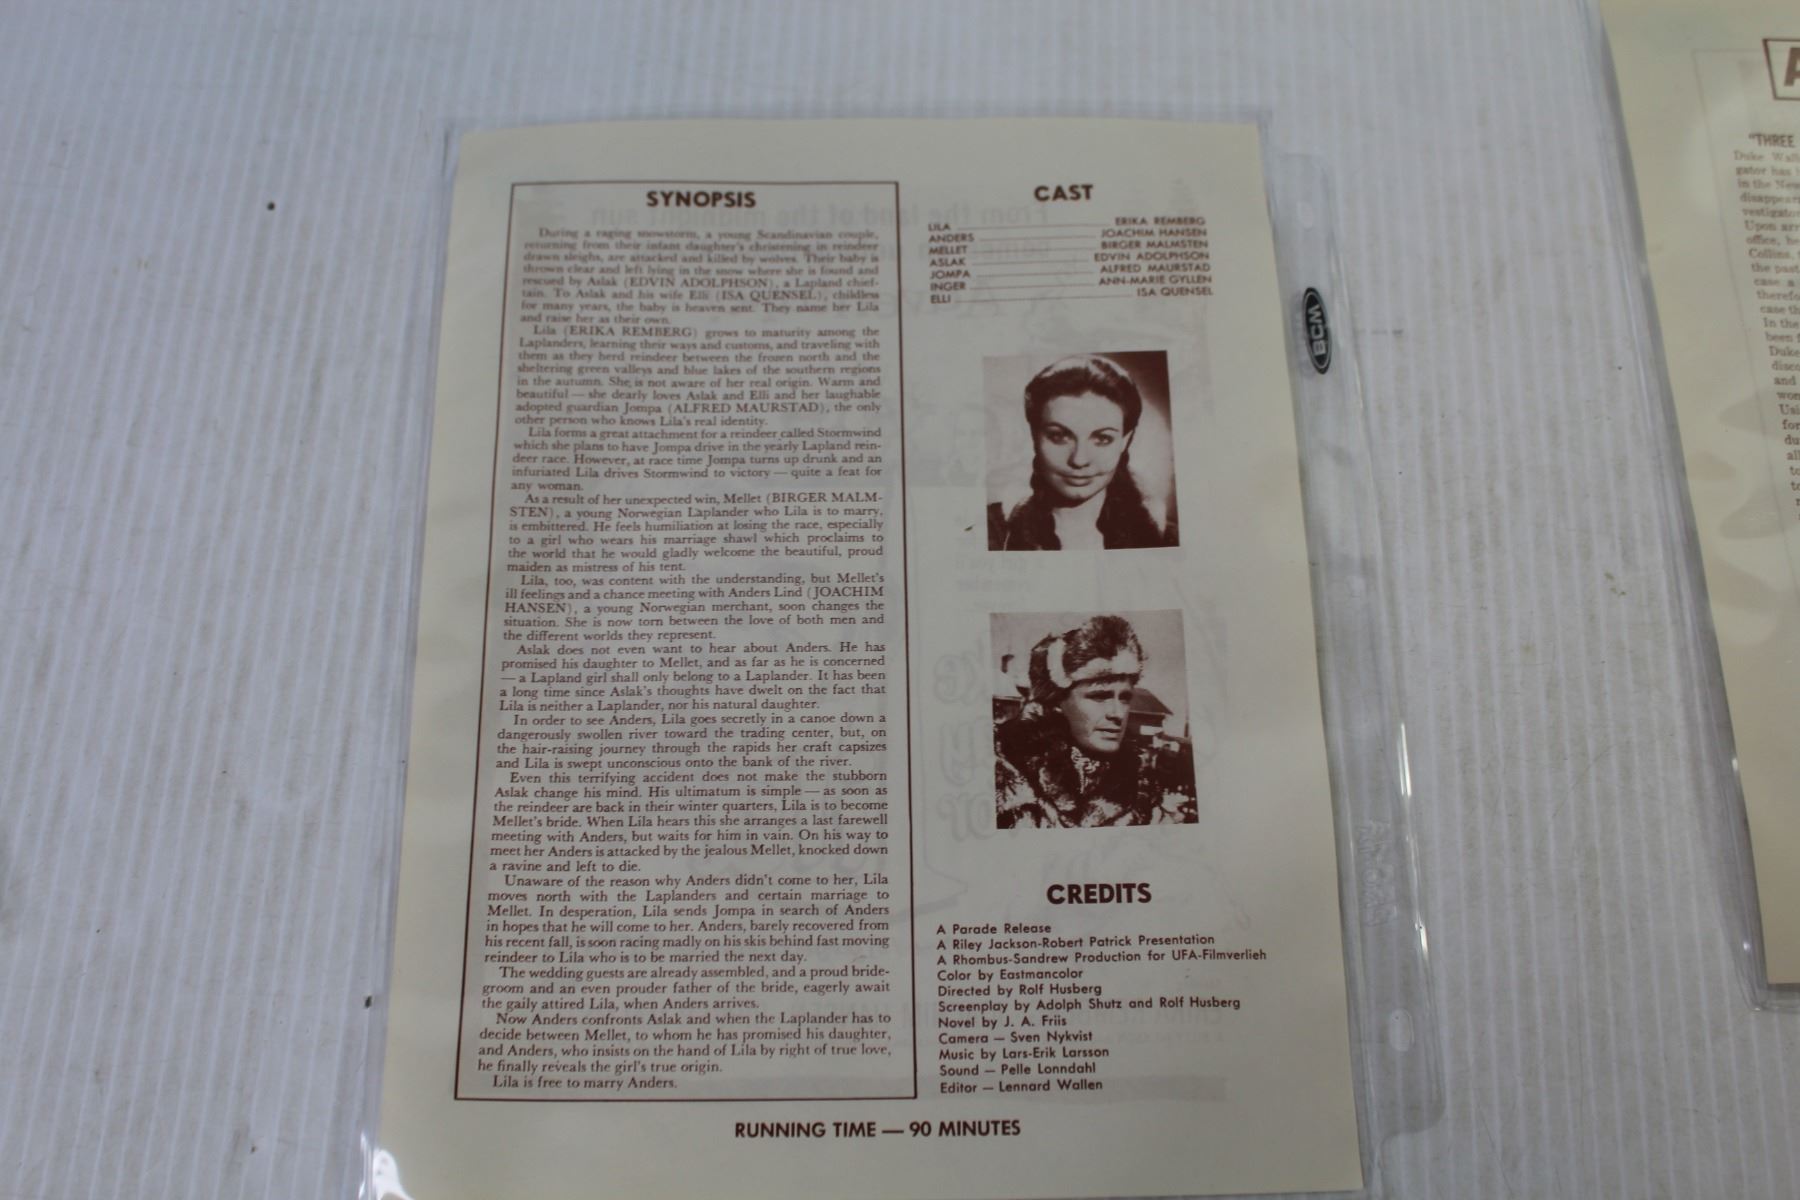 SYNOPSIS
During a raging snowstorm, a young Scandinavian couple,
returning from their infant daughter's christening in reindeer
drawn sleighs, are attacked and killed by wolves. Their baby is
thrown clear and left lying in the snow where she is found and
rescued by Aslak (EDVIN ADOLPHSON), a Lapland chief-
tain. To Aslak and his wife Elli (ISA QUENSEL), childless
for many years, the baby is heaven sent. They name her Lila
and raise her as their own.
Lila (ERIKA REMBERG) grows to maturity among the
Laplanders, learning their ways and customs, and traveling with
them as they herd reindeer between the frozen north and the
sheltering green valleys and blue lakes of the southern regions
in the autumn. She is not aware of her real origin. Warm and
beautiful — she dearly loves Aslak and Elli and her laughable
adopted guardian Jompa (ALFRED MAURSTAD), the only
other person who knows Lila's real identity.
Lila forms a great attachment for a reindeer called Stormwind
which she plans to have Jompa drive in the yearly Lapland rein-
deer race. However, at race time Jompa turns up drunk and an
infuriated Lila drives Stormwind to victory — quite a feat for
any woman.
As a result of her unexpected win, Mellet (BIRGER MALM-
STEN), a young Norwegian Laplander who Lila is to marry,
is embittered. He feels humiliation at losing the race, especially
to a girl who wears his marriage shawl which proclaims to
the world that he would gladly welcome the beautiful, proud
maiden as mistress of his tent.
Lila, too, was content with the understanding, but Mellet's
ill feelings and a chance meeting with Anders Lind (JOACHIM
HANSEN), a young Norwegian merchant, soon changes the
situation. She is now torn between the love of both men and
the different worlds they represent.
Aslak does not even want to hear about Anders. He has
promised his daughter to Mellet, and as far as he is concerned
— a Lapland girl shall only belong to a Laplander. It has been
a long time since Aslak's thoughts have dwelt on the fact that
Lila is neither a Laplander, nor his natural daughter.
In order to see Anders, Lila goes secretly in a canoe down a
dangerously swollen river toward the trading center, but, on
the hair-raising journey through the rapids her craft capsizes
and Lila is swept unconscious onto the bank of the river.
Even this terrifying accident does not make the stubborn
Aslak change his mind. His ultimatum is simple — as soon as
the reindeer are back in their winter quarters, Lila is to become
Mellet's bride. When Lila hears this she arranges a last farewell
meeting with Anders, but waits for him in vain. On his way to
meet her Anders is attacked by the jealous Mellet, knocked down
a ravine and left to die.
Unaware of the reason why Anders didn't come to her, Lila
moves north with the Laplanders and certain marriage to
Mellet. In desperation, Lila sends Jompa in search of Anders
in hopes that he will come to her. Anders, barely recovered from
his recent fall, is soon racing madly on his skis behind fast moving
reindeer to Lila who is to be married the next day.
The wedding guests are already assembled, and a proud bride-
groom and an even prouder father of the bride, eagerly await
the gaily attired Lila, when Anders arrives.
Now Anders confronts Aslak and when the Laplander has to
decide between Mellet, to whom he has promised his daughter,
and Anders, who insists on the hand of Lila by right of true love,
he finally reveals the girl's true origin.
Lila is free to marry Anders.
CAST
LILA ERIKA REMBERG
ANDERS JOACHIM HANSEN
MELLET BIRGER MALMSTEN
ASLAK EDVIN ADOLPHSON
JOMPA ALFRED MAURSTAD
INGER ANN-MARIE GYLLEN
ELLI ISA QUENSEL
CREDITS
A Parade Release
A Riley Jackson-Robert Patrick Presentation
A Rhombus-Sandrew Production for UFA-Filmverlieh
Color by Eastmancolor
Directed by Rolf Husberg
Screenplay by Adolph Shutz and Rolf Husberg
Novel by J. A. Friis
Camera — Sven Nykvist
Music by Lars-Erik Larsson
Sound — Pelle Lonndahl
Editor — Lennard Wallen
RUNNING TIME — 90 MINUTES
BCW
"THREE
Duke
gator has
in the New
Upon
office, he
Collins,
the past
case a
In the
been
Duke
and